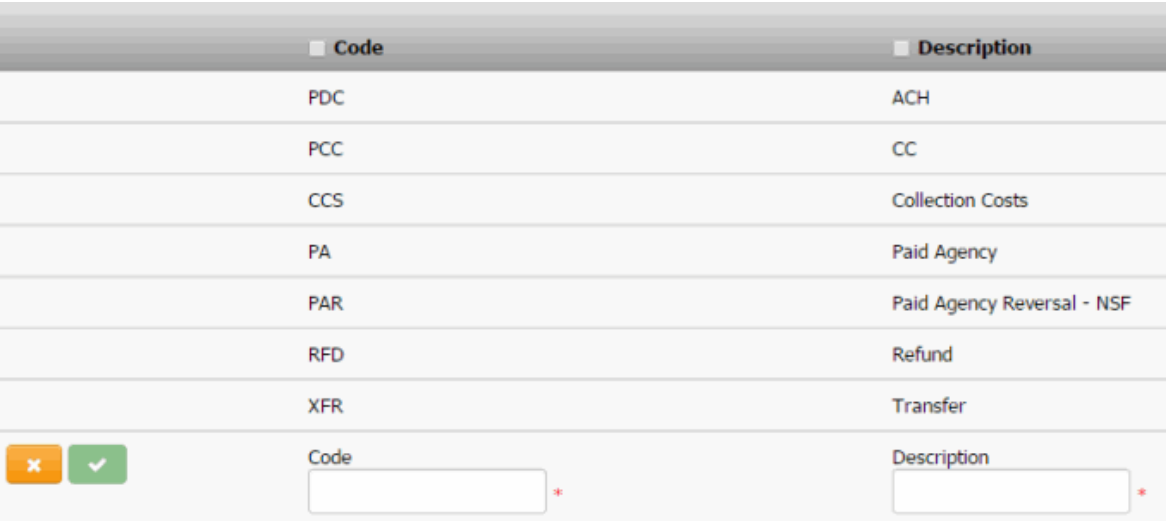 Code Description
PDC ACH
PCC CC
CCS Collection Costs
PA Paid Agency
PAR Paid Agency Reversal - NSF
RFD Refund
XFR Transfer
Code Description
* *